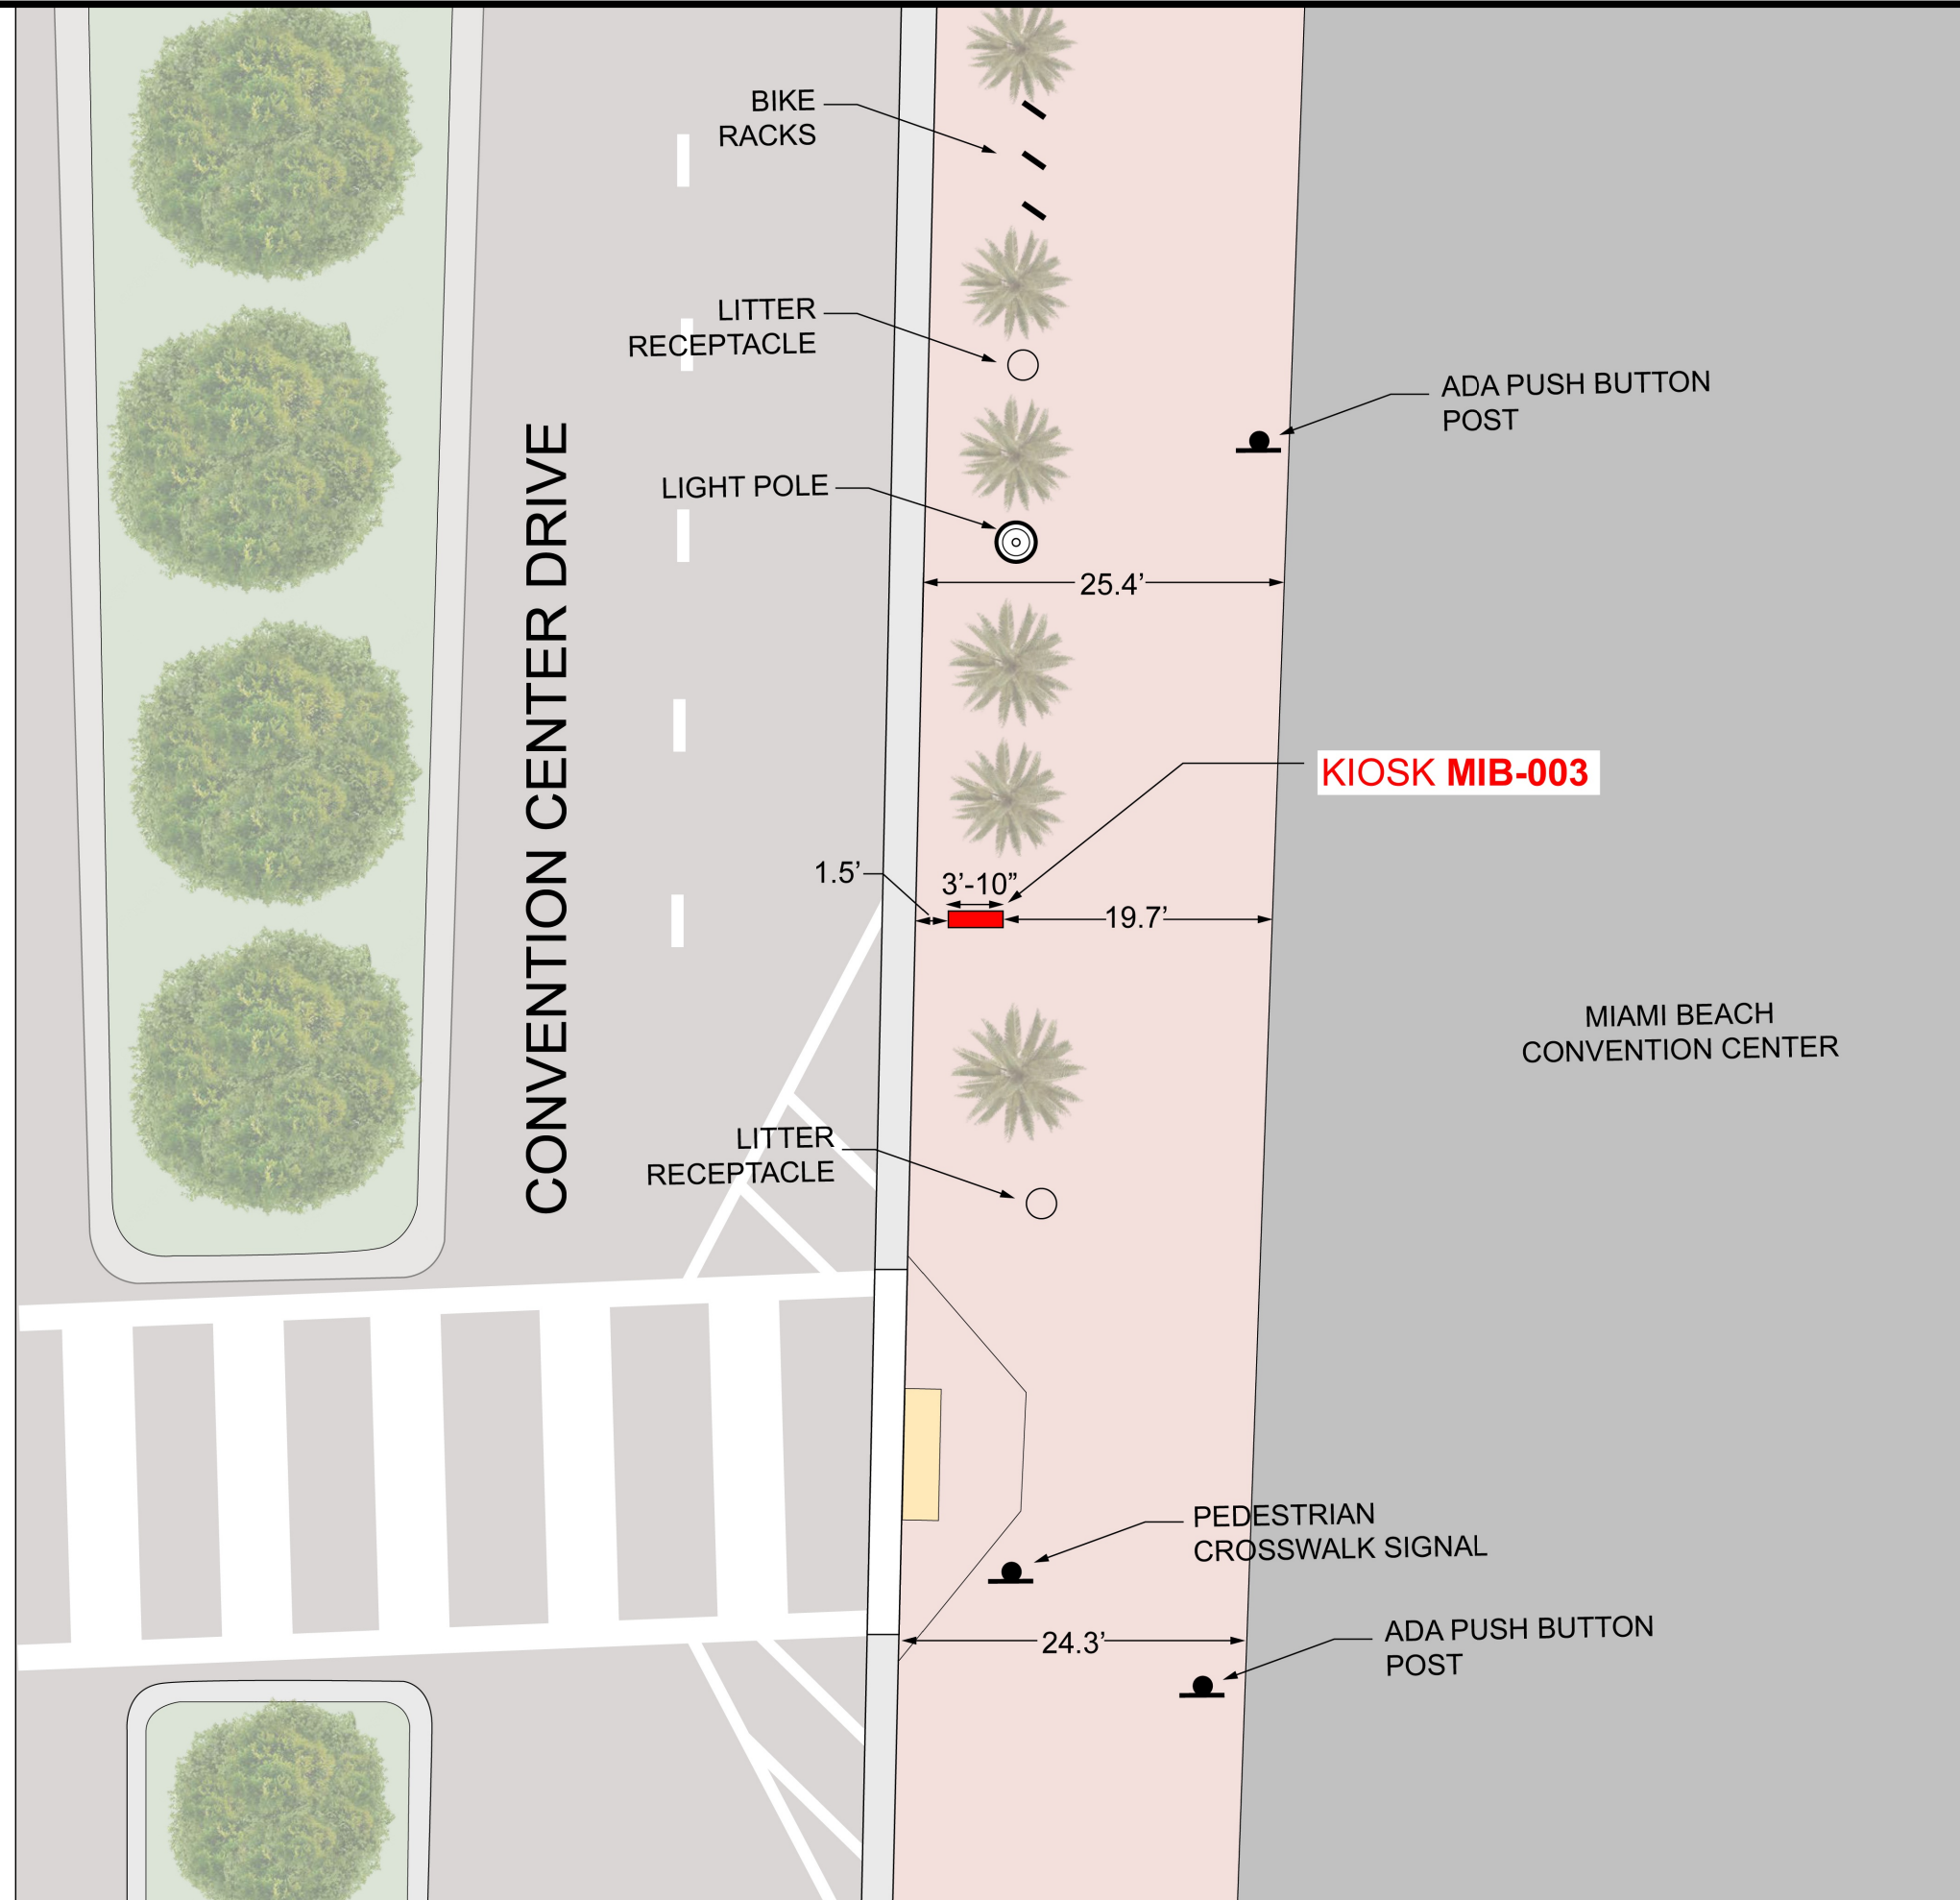 BIKE
RACKS
LITTER
RECEPTACLE
ADA PUSH BUTTON
POST
LIGHT POLE
25.4’
CONVENTION CENTER DRIVE
KIOSK MIB-003
1.5’
3’-10”
19.7’
MIAMI BEACH
CONVENTION CENTER
LITTER
RECEPTACLE
PEDESTRIAN
CROSSWALK SIGNAL
24.3’
ADA PUSH BUTTON
POST